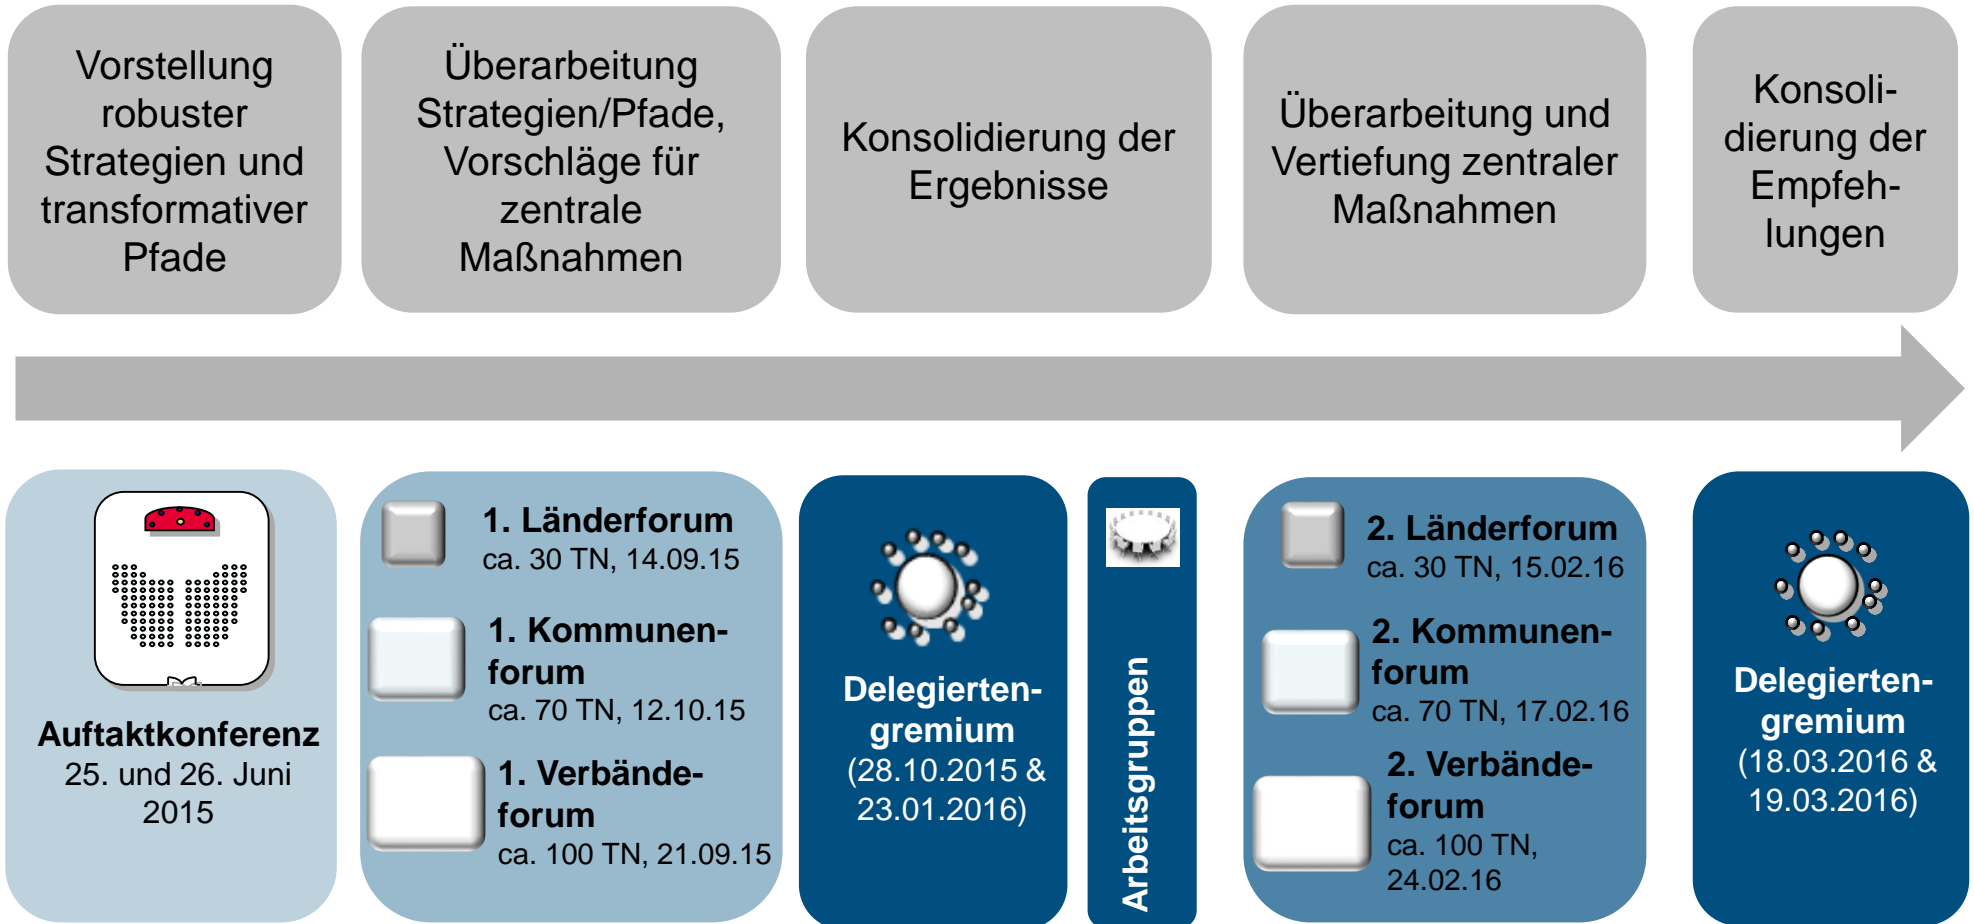 Vorstellung
robuster
Strategien und
transformativer
Pfade
Überarbeitung
Strategien/Pfade,
Vorschläge für
zentrale
Maßnahmen
Konsolidierung der
Ergebnisse
Überarbeitung und
Vertiefung zentraler
Maßnahmen
Konsoli-
dierung der
Empfeh-
lungen
Auftaktkonferenz
25. und 26. Juni
2015
1. Länderforum
ca. 30 TN, 14.09.15
1. Kommunen-
forum
ca. 70 TN, 12.10.15
1. Verbände-
forum
ca. 100 TN, 21.09.15
Delegierten-
gremium
(28.10.2015 &
23.01.2016)
Arbeitsgruppen
2. Länderforum
ca. 30 TN, 15.02.16
2. Kommunen-
forum
ca. 70 TN, 17.02.16
2. Verbände-
forum
ca. 100 TN,
24.02.16
Delegierten-
gremium
(18.03.2016 &
19.03.2016)